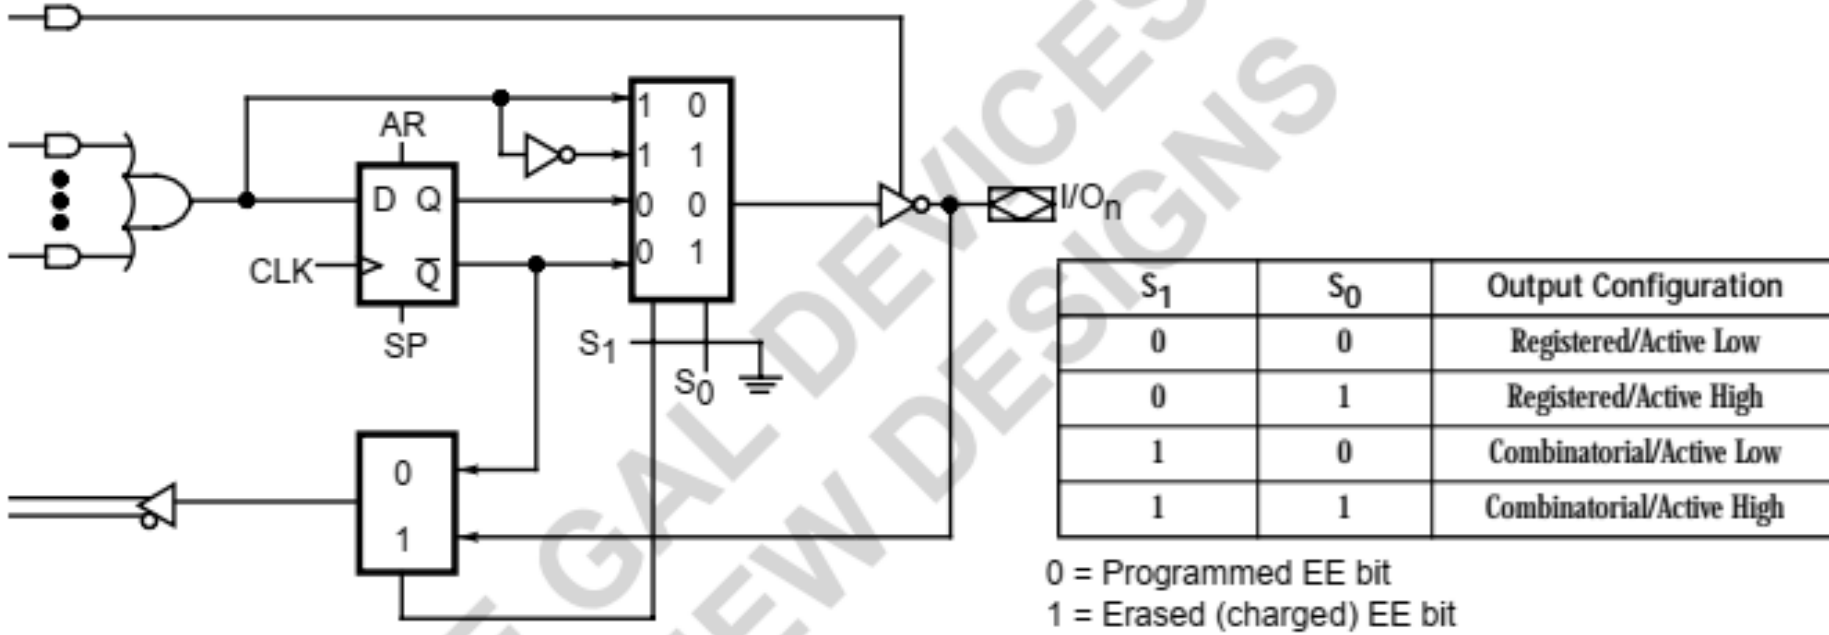 AR
D Q
CLK
Q̅
SP
1 0
1 1
0 0
0 1
S1
S0
I/On
0
1
S1 S0 Output Configuration
0 0 Registered/Active Low
0 1 Registered/Active High
1 0 Combinatorial/Active Low
1 1 Combinatorial/Active High
0 = Programmed EE bit
1 = Erased (charged) EE bit
GAL DEVICES
EW DESIGNS